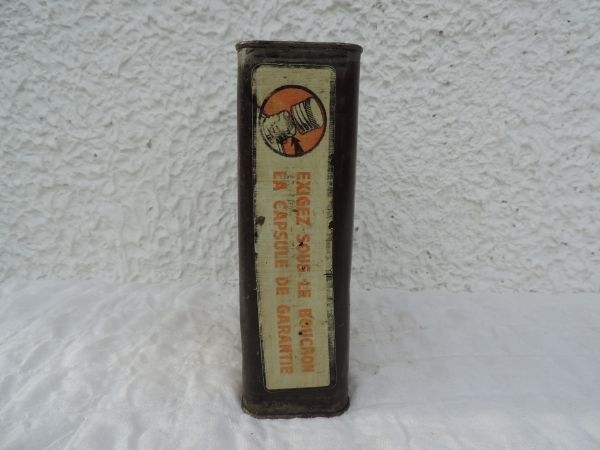 EXIGEZ SOUS LE BOUCHON
LA CAPSULE DE GARANTIE